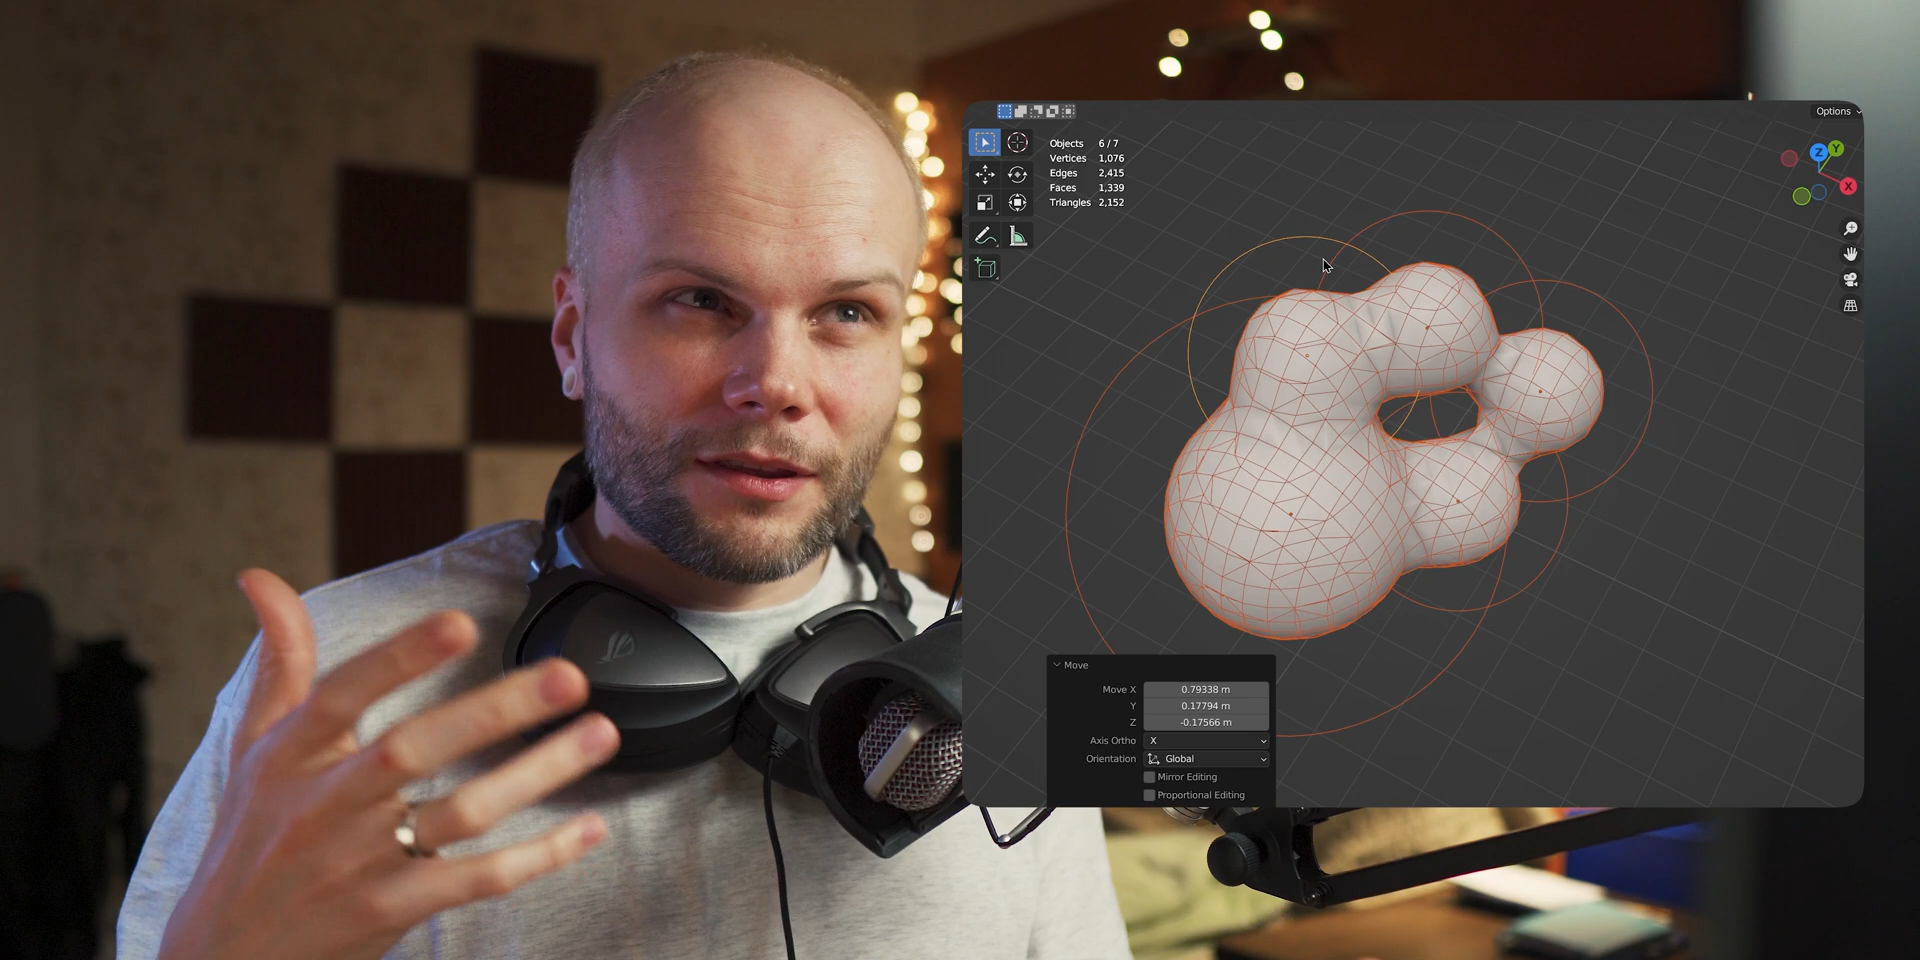 Options
Objects 6 / 7
Vertices 1,076
Edges 2,415
Faces 1,339
Triangles 2,152
Z
Y
X
Move
Move X 0.79338 m
Y 0.17794 m
Z -0.17566 m
Axis Ortho X
Orientation Global
Mirror Editing
Proportional Editing